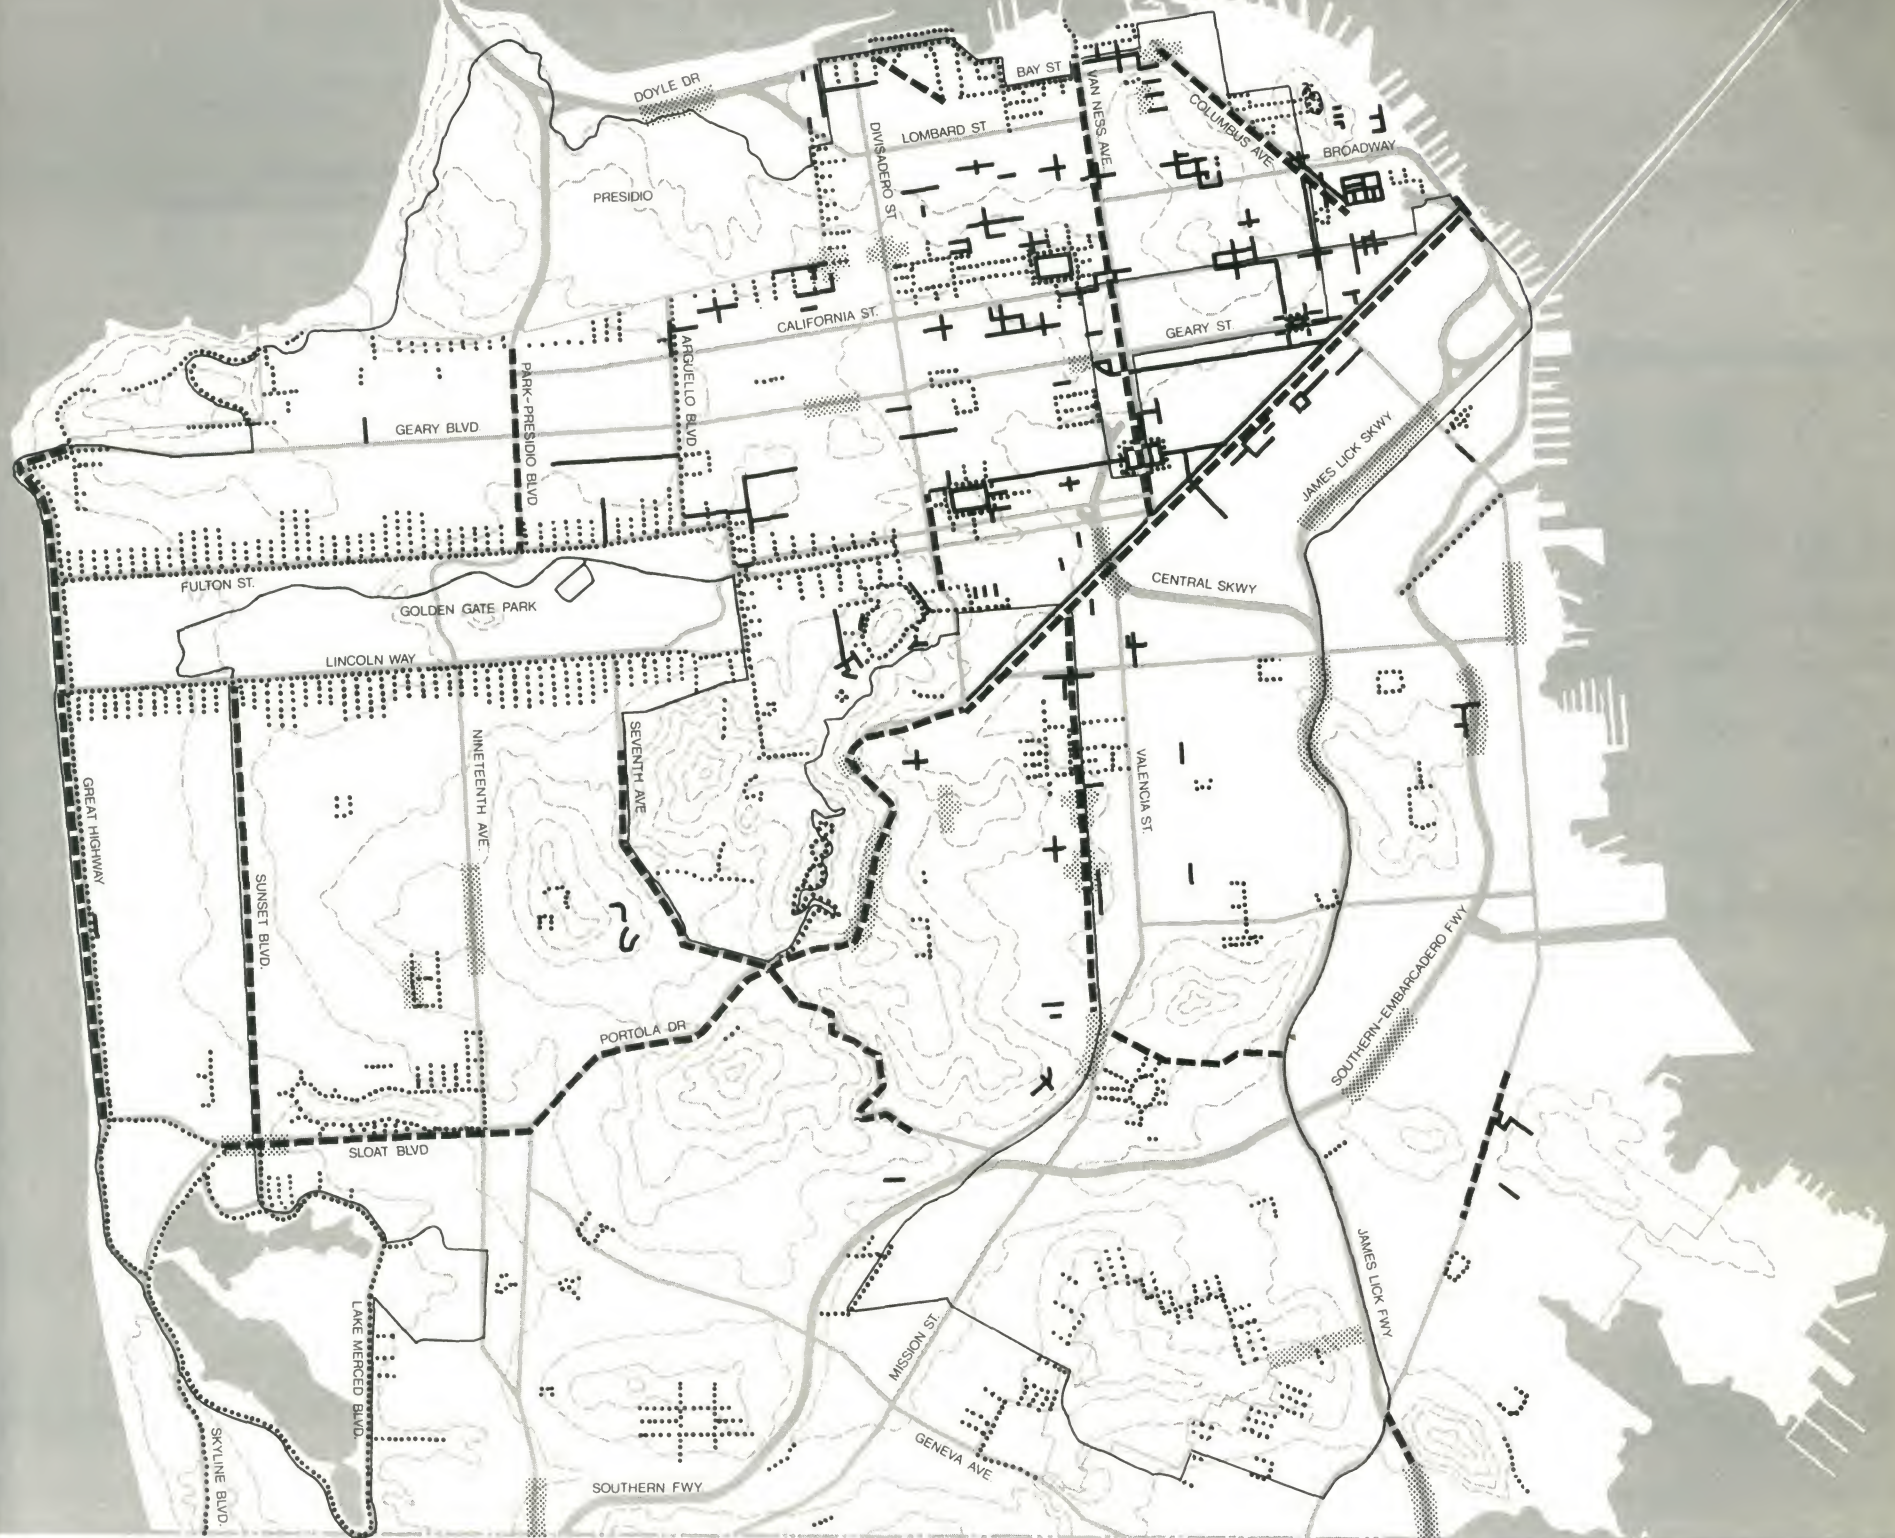 DOYLE DR
BAY ST
VAN NESS AVE.
COLUMBUS AVE.
DIVISADERO ST
LOMBARD ST
BROADWAY
PRESIDIO
CALIFORNIA ST.
GEARY ST.
ARGUELLO BLVD.
PARK-PRESIDIO BLVD
GEARY BLVD
JAMES LICK SKWY
FULTON ST.
GOLDEN GATE PARK
CENTRAL SKWY
LINCOLN WAY
NINETEENTH AVE.
SEVENTH AVE
VALENCIA ST.
GREAT HIGHWAY
SUNSET BLVD.
SOUTHERN-EMBARCADERO FWY
PORTOLA DR
SLOAT BLVD
JAMES LICK FWY
LAKE MERCED BLVD.
MISSION ST.
SKYLINE BLVD.
GENEVA AVE.
SOUTHERN FWY